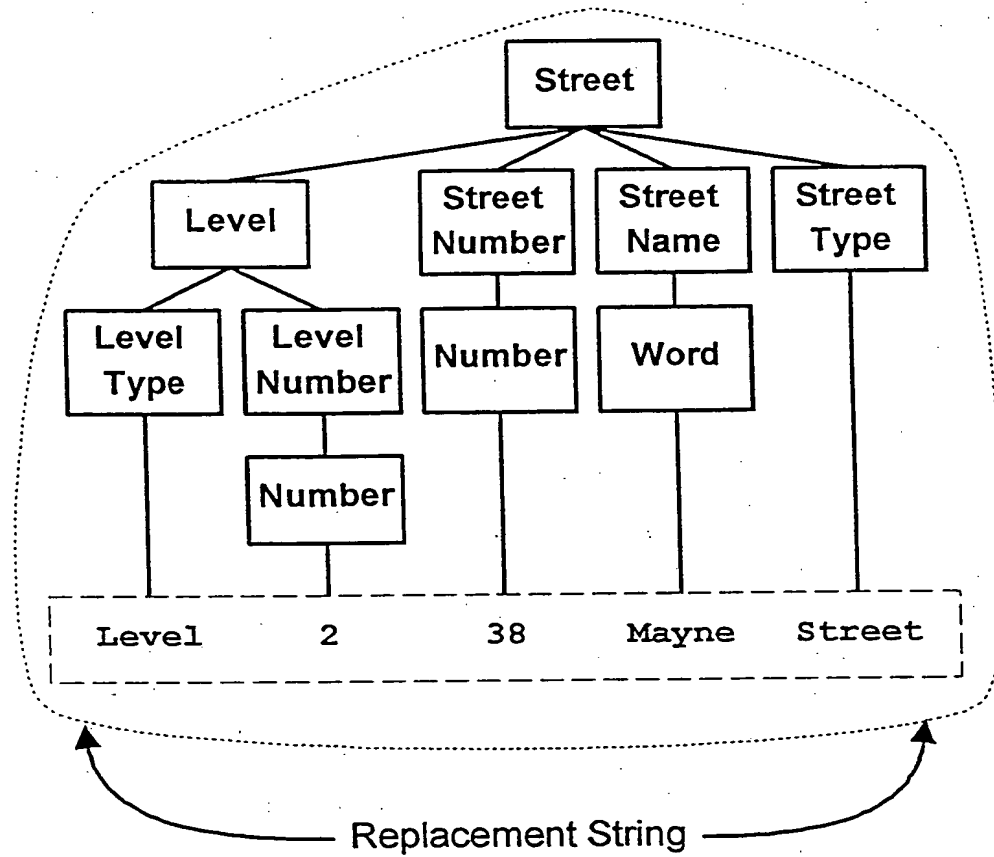 Street
Level
Street
Number
Street
Name
Street
Type
Level
Type
Level
Number
Number
Word
Number
Level 2 38 Mayne Street
Replacement String